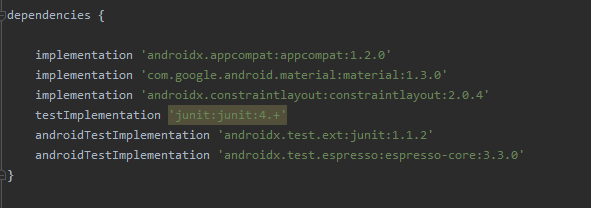 dependencies {
implementation 'androidx.appcompat:appcompat:1.2.0'
implementation 'com.google.android.material:material:1.3.0'
implementation 'androidx.constraintlayout:constraintlayout:2.0.4'
testImplementation 'junit:junit:4.+'
androidTestImplementation 'androidx.test.ext:junit:1.1.2'
androidTestImplementation 'androidx.test.espresso:espresso-core:3.3.0'
}